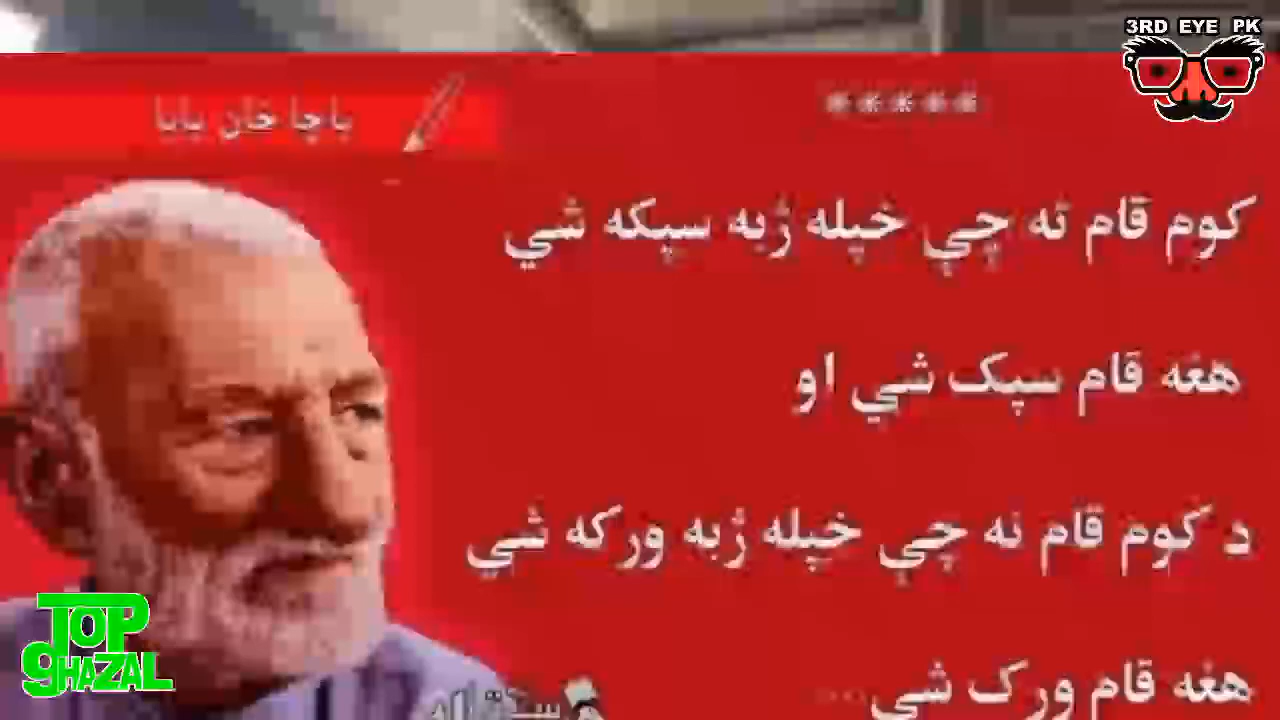 3RD EYE PK
باچا خان بابا
*****
کوم قام نه چې خپله ژبه سپکه شي
هغه قام سپک شي او
د کوم قام نه چې خپله ژبه ورکه شي
هغه قام ورک شي...
TOP
GHAZAL